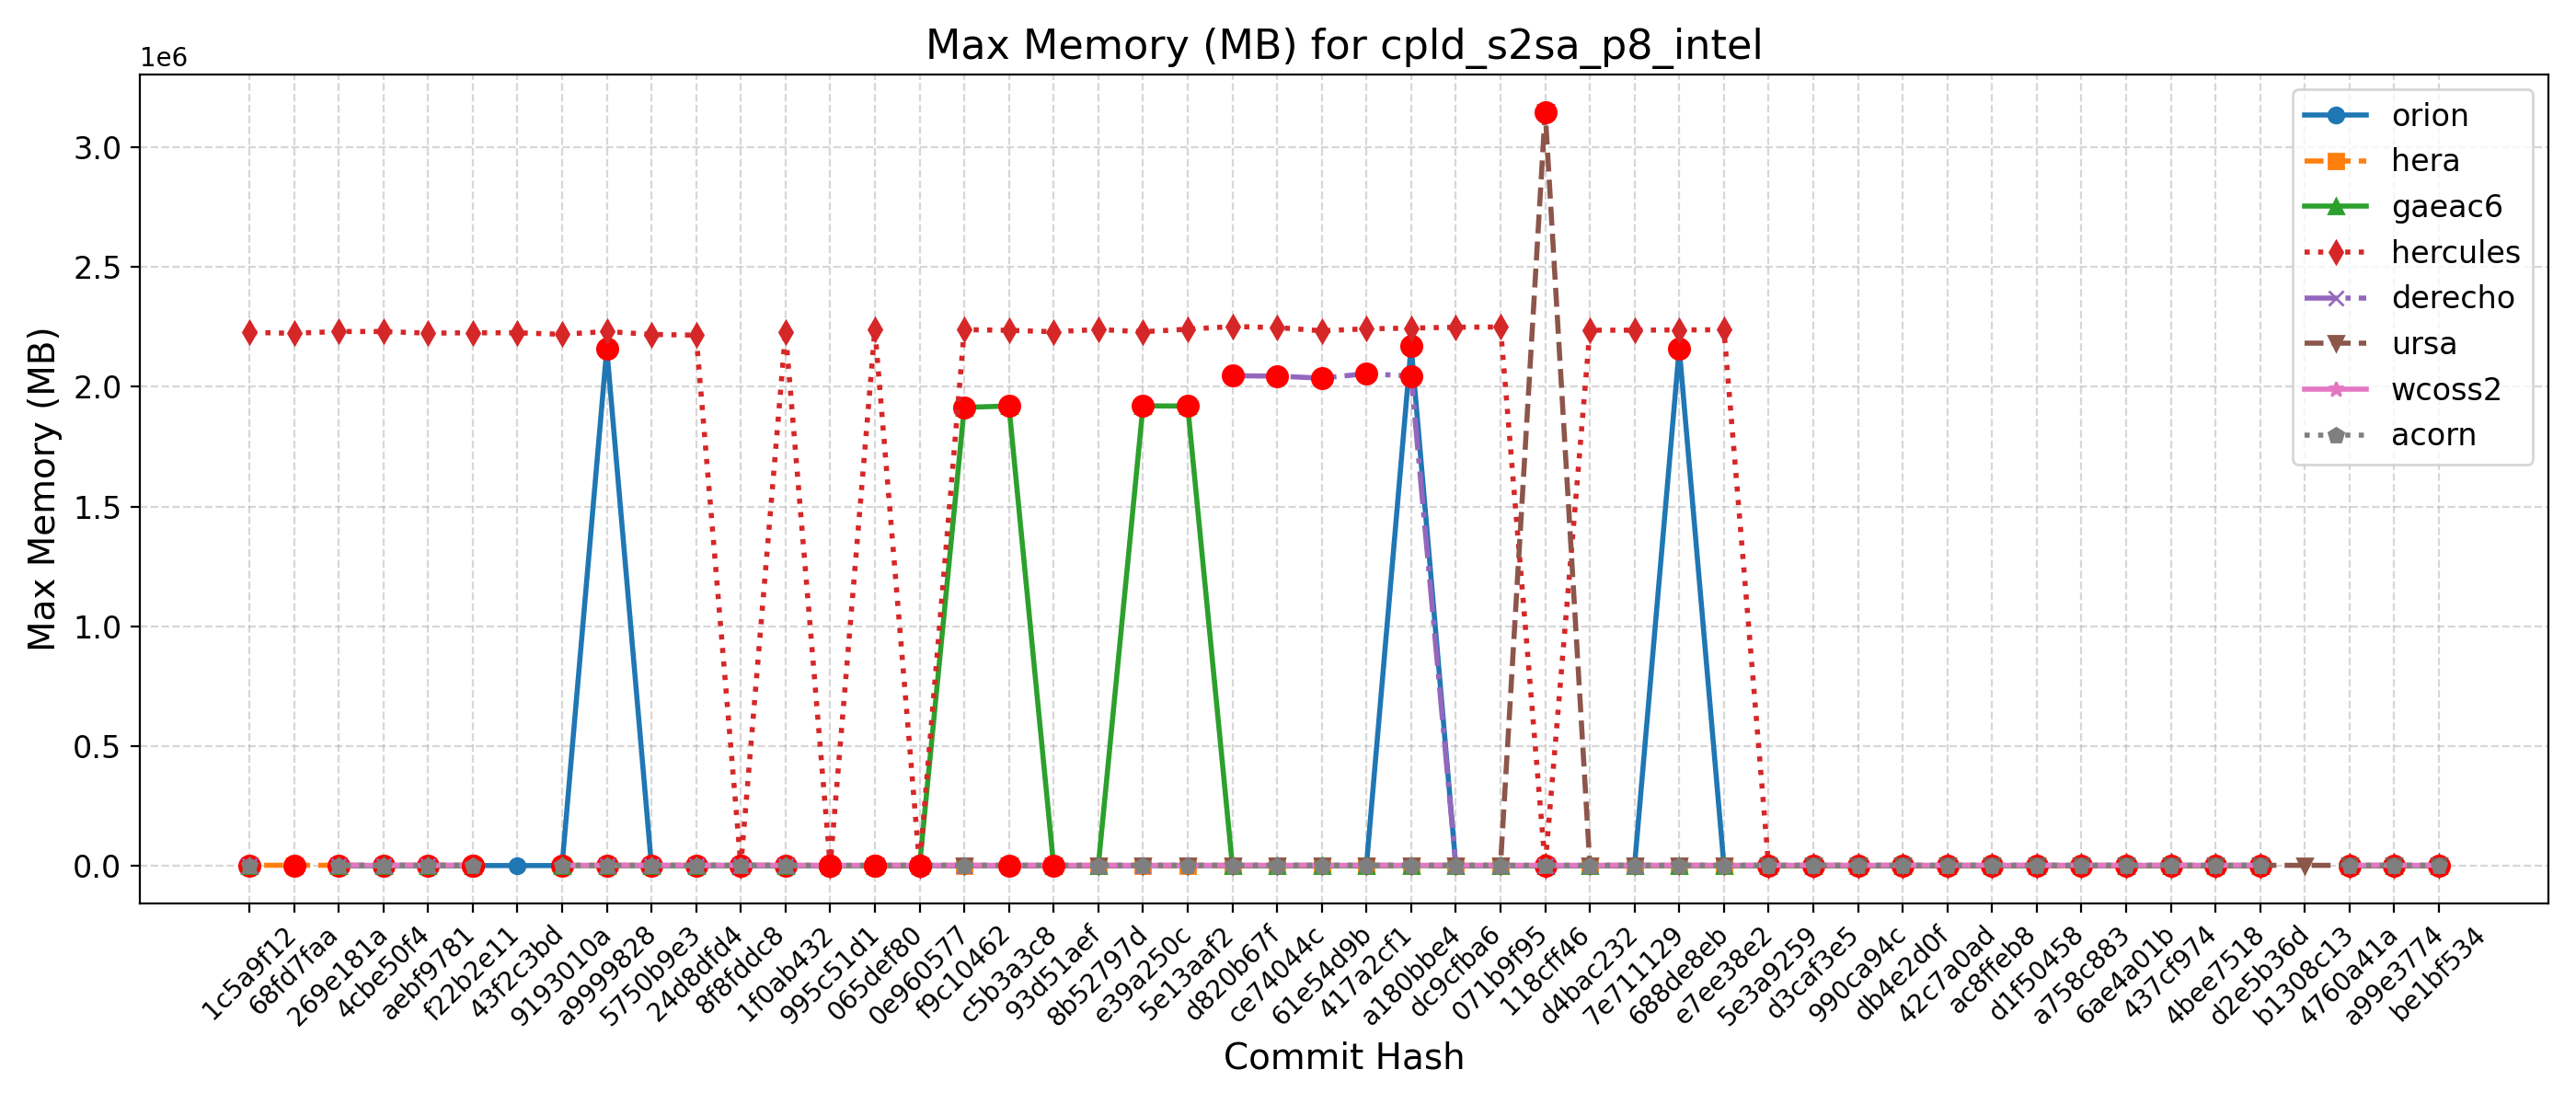 Max Memory (MB) for cpld_s2sa_p8_intel
1e6
3.0
2.5
2.0
1.5
1.0
0.5
0.0
Max Memory (MB)
orion
hera
gaeac6
hercules
derecho
ursa
wcoss2
acorn
1c5a9f12
68fd7faa
269e181a
4cbe50f4
aebf9781
f22b2e11
43f2c3bd
9193010a
a9999828
5750b9e3
24d8dfd4
8f8fddc8
1f0ab432
995c51d1
065def80
0e960577
f9c10462
c5b3a3c8
93d51aef
8b52797d
e39a250c
5e13aaf2
d820b67f
ce74044c
61e54d9b
417a2cf1
a180bbe4
dc9cfba6
071b9f95
118cff46
d4bac232
7e711129
688de8eb
e7ee38e2
5e3a9259
d3caf3e5
990ca94c
db4e2d0f
42c7a0ad
ac8ffeb8
d1f50458
a758c883
6ae4a01b
437cf974
4bee7518
d2e5b36d
b1308c13
4760a41a
a99e3774
be1bf534
Commit Hash